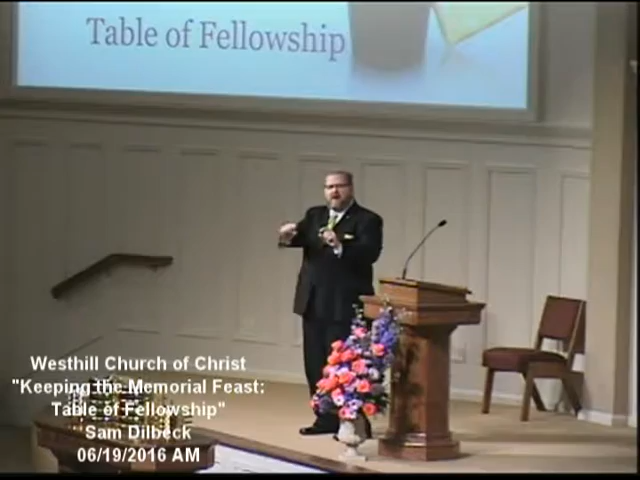 Table of Fellowship
Westhill Church of Christ
"Keeping the Memorial Feast:
Table of Fellowship"
Sam Dilbeck
06/19/2016 AM